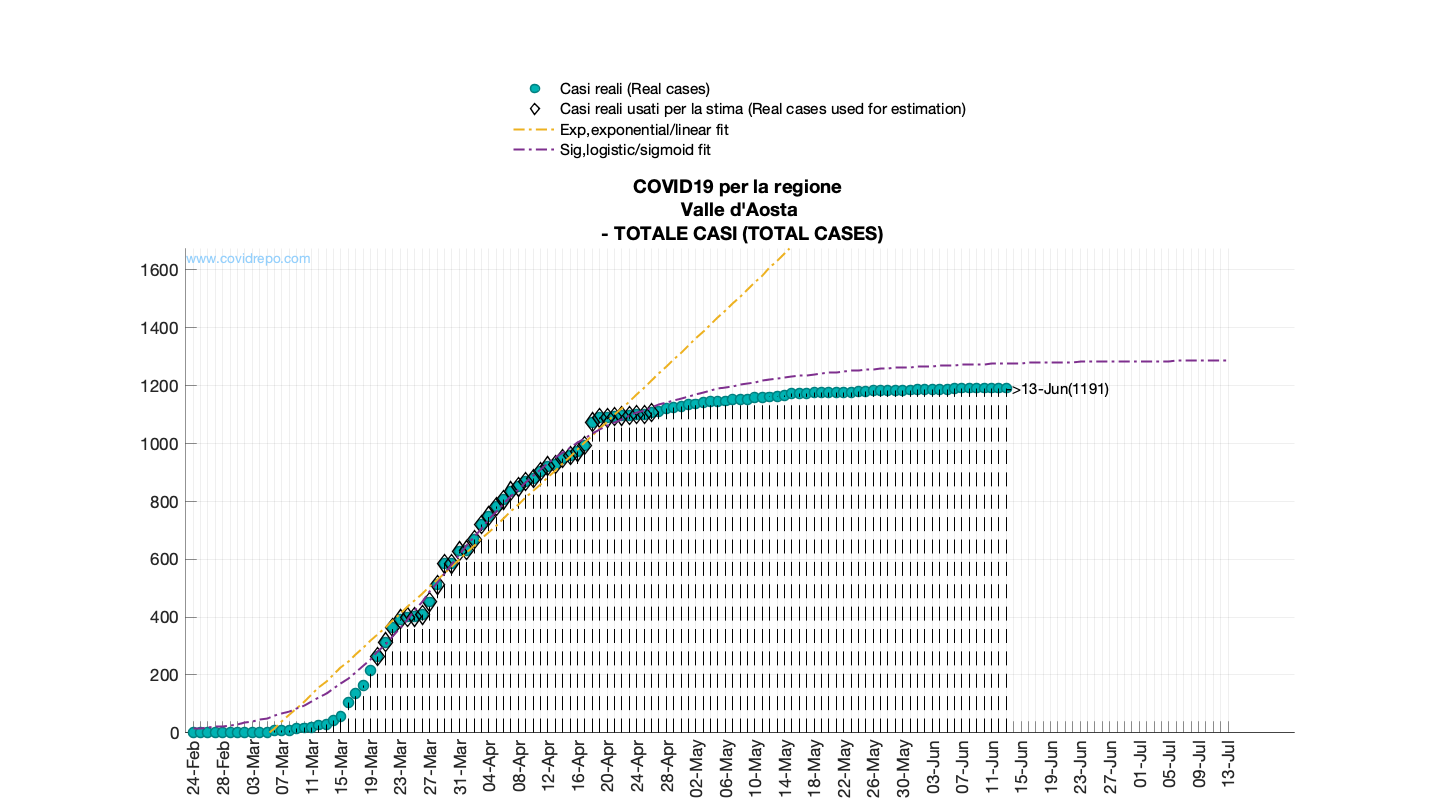 Casi reali (Real cases)
Casi reali usati per la stima (Real cases used for estimation)
Exp,exponential/linear fit
Sig,logistic/sigmoid fit
COVID19 per la regione
Valle d'Aosta
- TOTALE CASI (TOTAL CASES)
www.covidrepo.com
1600
1400
1200
1000
800
600
400
200
0
>13-Jun(1191)
24-Feb
28-Feb
03-Mar
07-Mar
11-Mar
15-Mar
19-Mar
23-Mar
27-Mar
31-Mar
04-Apr
08-Apr
12-Apr
16-Apr
20-Apr
24-Apr
28-Apr
02-May
06-May
10-May
14-May
18-May
22-May
26-May
30-May
03-Jun
07-Jun
11-Jun
15-Jun
19-Jun
23-Jun
27-Jun
01-Jul
05-Jul
09-Jul
13-Jul